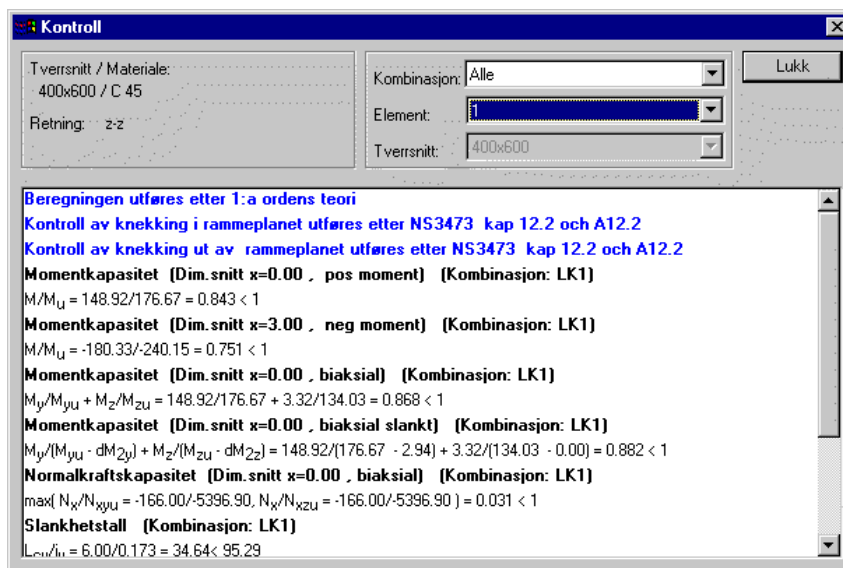 Kontroll
Tverrsnitt / Materiale:
400x600 / C 45
Retning: z-z
Kombinasjon: Alle
Element: 1
Tverrsnitt: 400x600
Lukk
Beregningen utføres etter 1:a ordens teori
Kontroll av knekking i rammeplanet utføres etter NS3473 kap 12.2 och A12.2
Kontroll av knekking ut av rammeplanet utføres etter NS3473 kap 12.2 och A12.2
Momentkapasitet (Dim.snitt x=0.00 , pos moment) (Kombinasjon: LK1)
M/Mu = 148.92/176.67 = 0.843 < 1
Momentkapasitet (Dim.snitt x=3.00 , neg moment) (Kombinasjon: LK1)
M/Mu = -180.33/-240.15 = 0.751 < 1
Momentkapasitet (Dim.snitt x=0.00 , biaksial) (Kombinasjon: LK1)
My/Myu + Mz/Mzu = 148.92/176.67 + 3.32/134.03 = 0.868 < 1
Momentkapasitet (Dim.snitt x=0.00 , biaksial slankt) (Kombinasjon: LK1)
My/(Myu - dM2y) + Mz/(Mzu - dM2z) = 148.92/(176.67 - 2.94) + 3.32/(134.03 - 0.00) = 0.882 < 1
Normalkraftskapasitet (Dim.snitt x=0.00 , biaksial) (Kombinasjon: LK1)
max( Nx/Nxyu = -166.00/-5396.90, Nx/Nxzu = -166.00/-5396.90 ) = 0.031 < 1
Slankhetstall (Kombinasjon: LK1)
= 6.00/0.173 = 34.64< 95.29